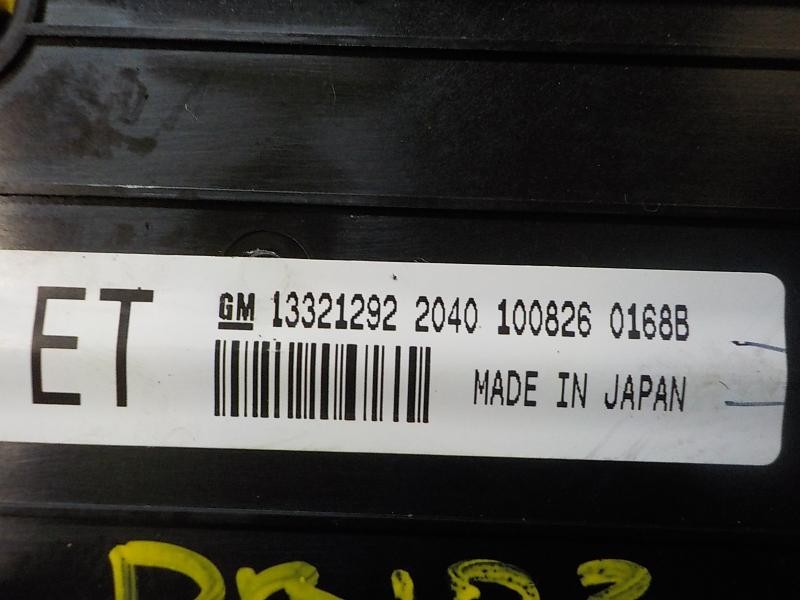 ET
GM 13321292 2040 100826 0168B
MADE IN JAPAN